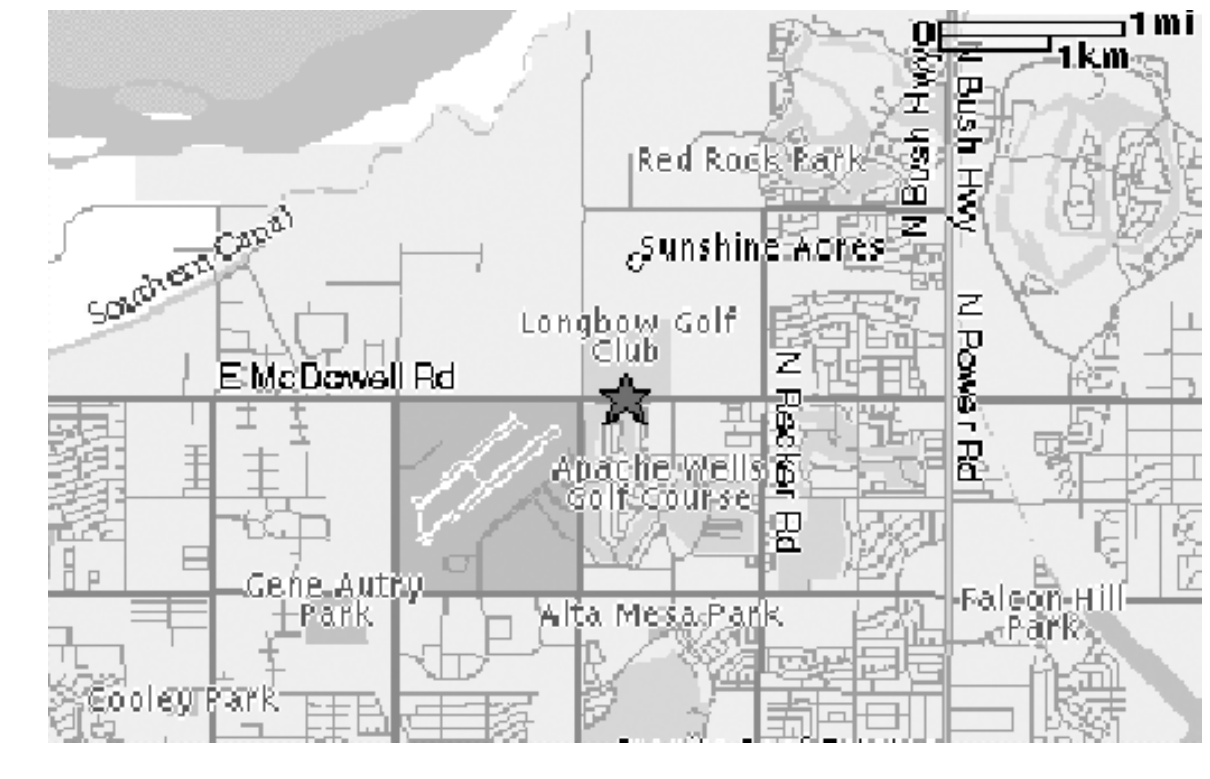 0 1 mi
1 km
N Bush Hwy
N Bush Hwy
Red Rock Park
Southern Canal
Sunshine Acres
Longbow Golf
Club
N Power Rd
E McDowell Rd
N Recker Rd
Apache Wells
Golf Course
Gene Autry
Park
Alta Mesa Park
Falcon Hill
Park
Cooley Park